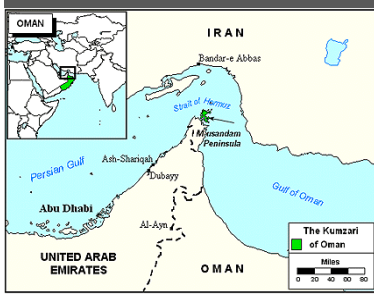 OMAN
IRAN
Bandar-e Abbas
Strait of Hormuz
Musandam
Peninsula
Persian Gulf
Ash-Shariqah
Dubayy
Gulf of Oman
Abu Dhabi
Al-Ayn
The Kumzari
of Oman
UNITED ARAB
EMIRATES
OMAN
Miles
0 20 40 60 80